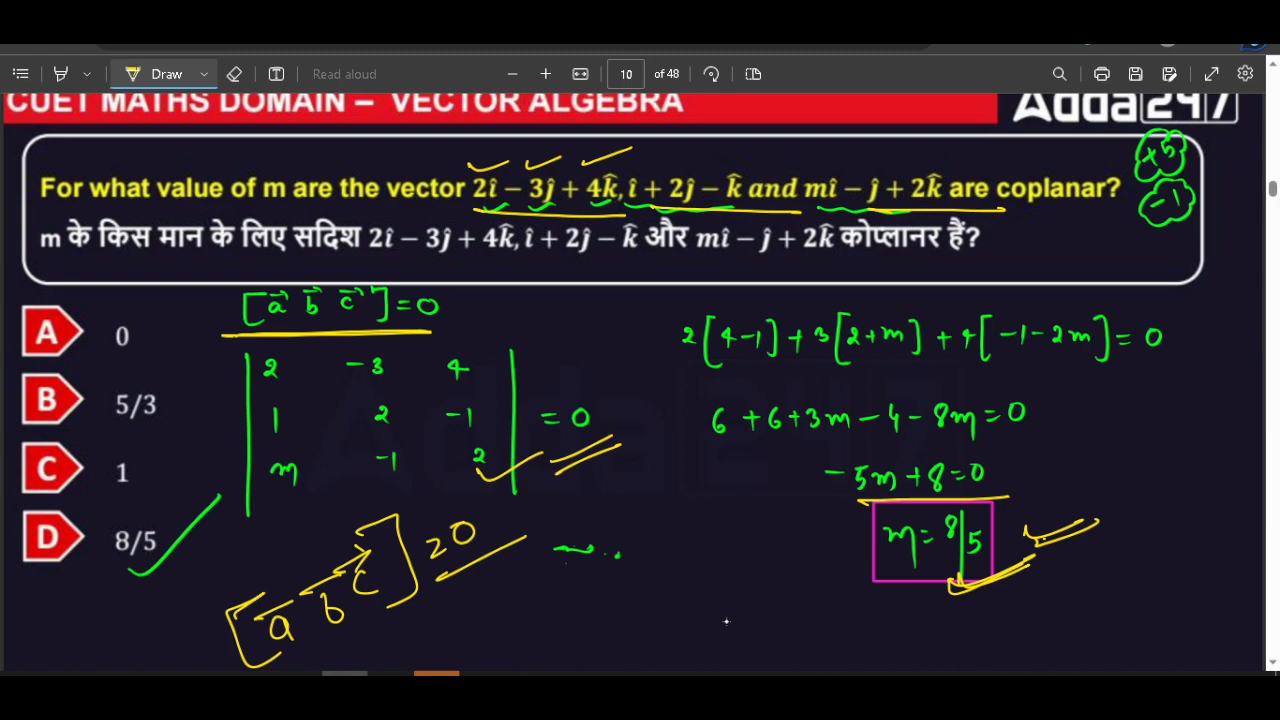 Draw
Read aloud
10 of 48
CUET MATHS DOMAIN – VECTOR ALGEBRA
Adda247
+5
-1
For what value of m are the vector 2î − 3ĵ + 4k̂, î + 2ĵ − k̂ and mî − ĵ + 2k̂ are coplanar?
m के किस मान के लिए सदिश 2î − 3ĵ + 4k̂, î + 2ĵ − k̂ और mî − ĵ + 2k̂ कोप्लानर हैं?
A 0
B 5/3
C 1
D 8/5
[a⃗ b⃗ c⃗] = 0
2 -3 4
1 2 -1 = 0
m -1 2
[a b c] = 0
2[4-1] + 3[2+m] + 4[-1-2m] = 0
6 + 6 + 3m - 4 - 8m = 0
-5m + 8 = 0
m = 8/5